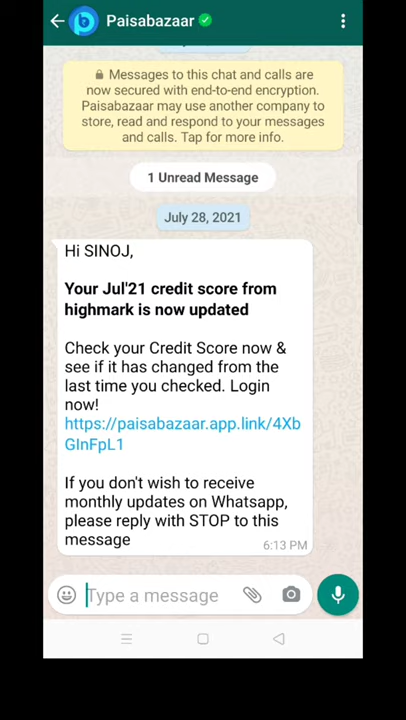 Paisabazaar
Messages to this chat and calls are
now secured with end-to-end encryption.
Paisabazaar may use another company to
store, read and respond to your messages
and calls. Tap for more info.
1 Unread Message
July 28, 2021
Hi SINOJ,
Your Jul'21 credit score from
highmark is now updated
Check your Credit Score now &
see if it has changed from the
last time you checked. Login
now!
https://paisabazaar.app.link/4Xb
GInFpL1
If you don't wish to receive
monthly updates on Whatsapp,
please reply with STOP to this
message
6:13 PM
Type a message